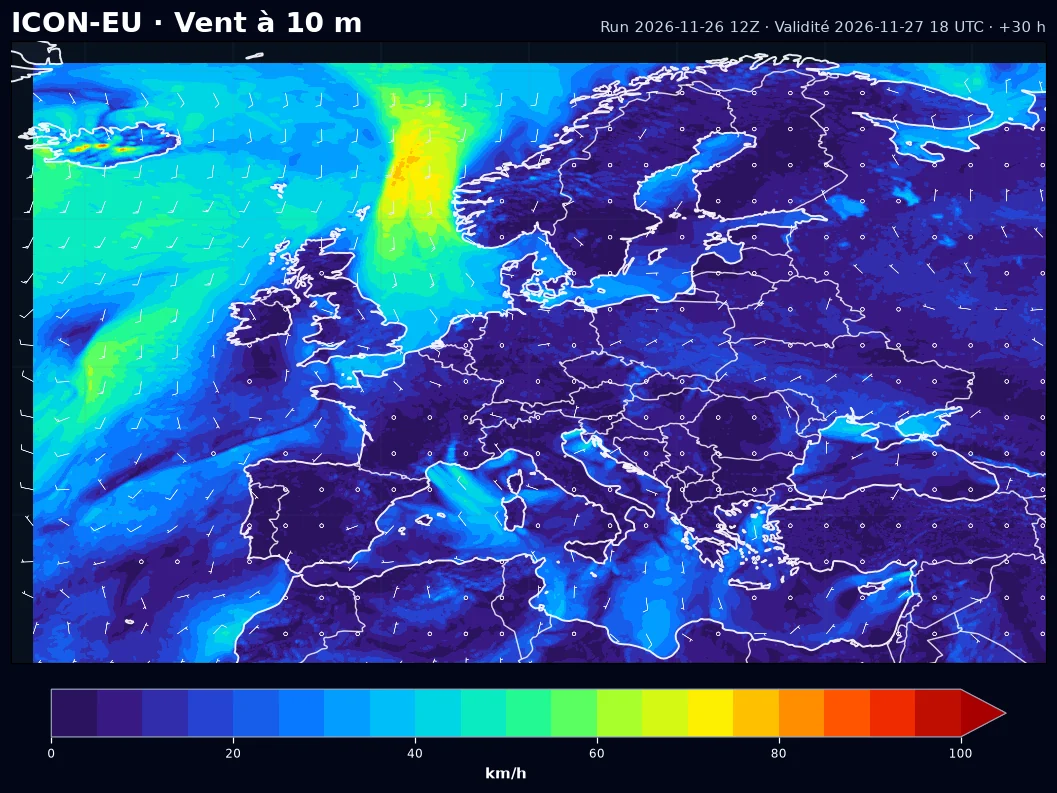 ICON-EU · Vent à 10 m
Run 2026-11-26 12Z · Validité 2026-11-27 18 UTC · +30 h
0 20 40 60 80 100
km/h